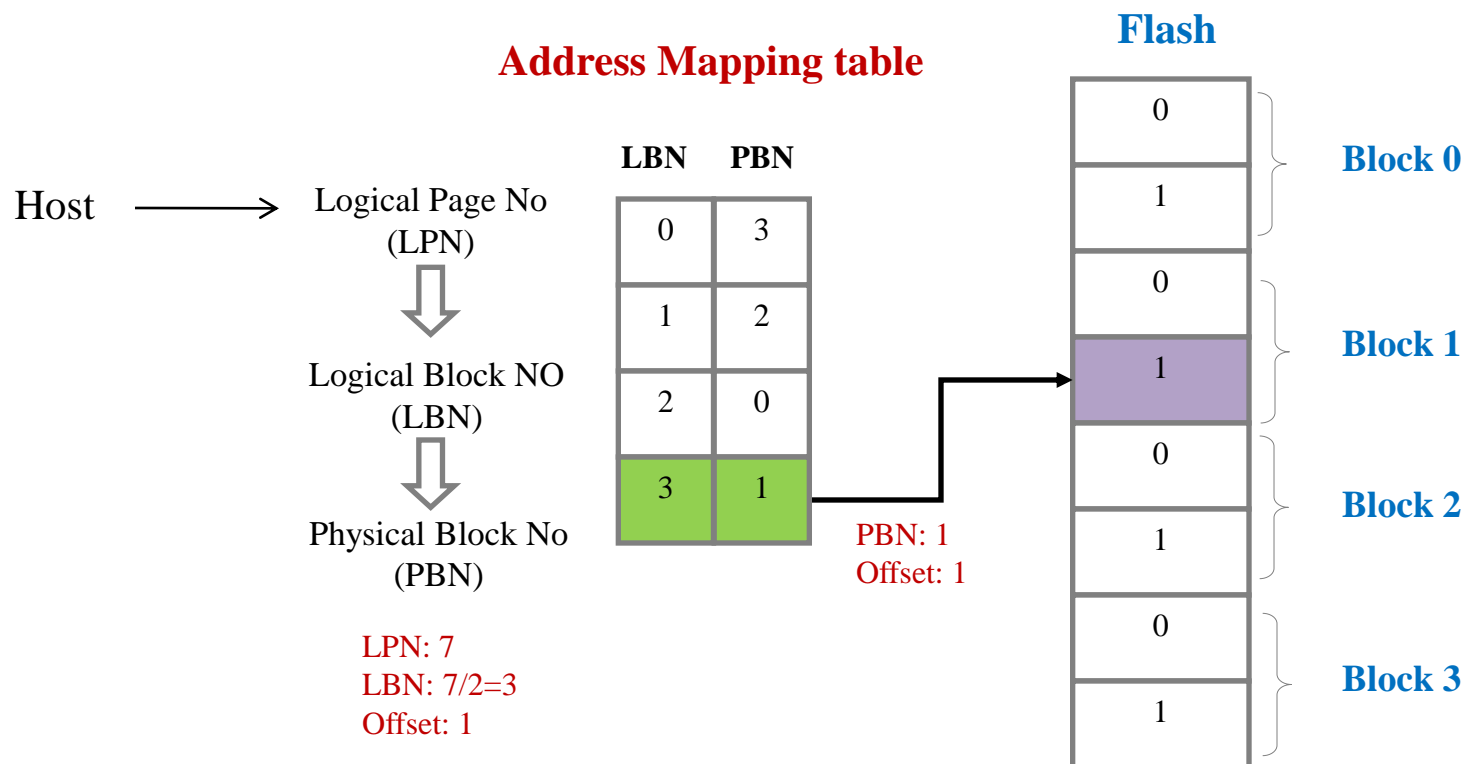 Flash
Address Mapping table
LBN PBN
Host
Logical Page No
(LPN)
Logical Block NO
(LBN)
Physical Block No
(PBN)
LPN: 7
LBN: 7/2=3
Offset: 1
0 3
1 2
2 0
3 1
PBN: 1
Offset: 1
0
1
0
1
0
1
0
1
Block 0
Block 1
Block 2
Block 3